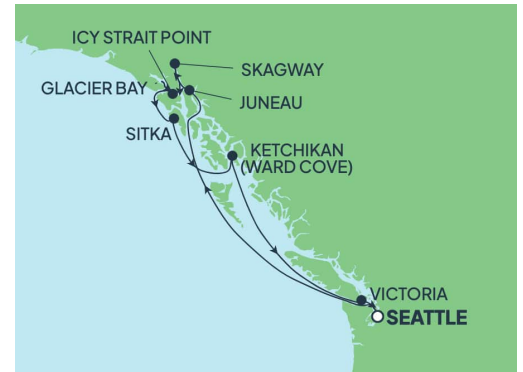 ICY STRAIT POINT
SKAGWAY
GLACIER BAY
JUNEAU
SITKA
KETCHIKAN
(WARD COVE)
VICTORIA
SEATTLE